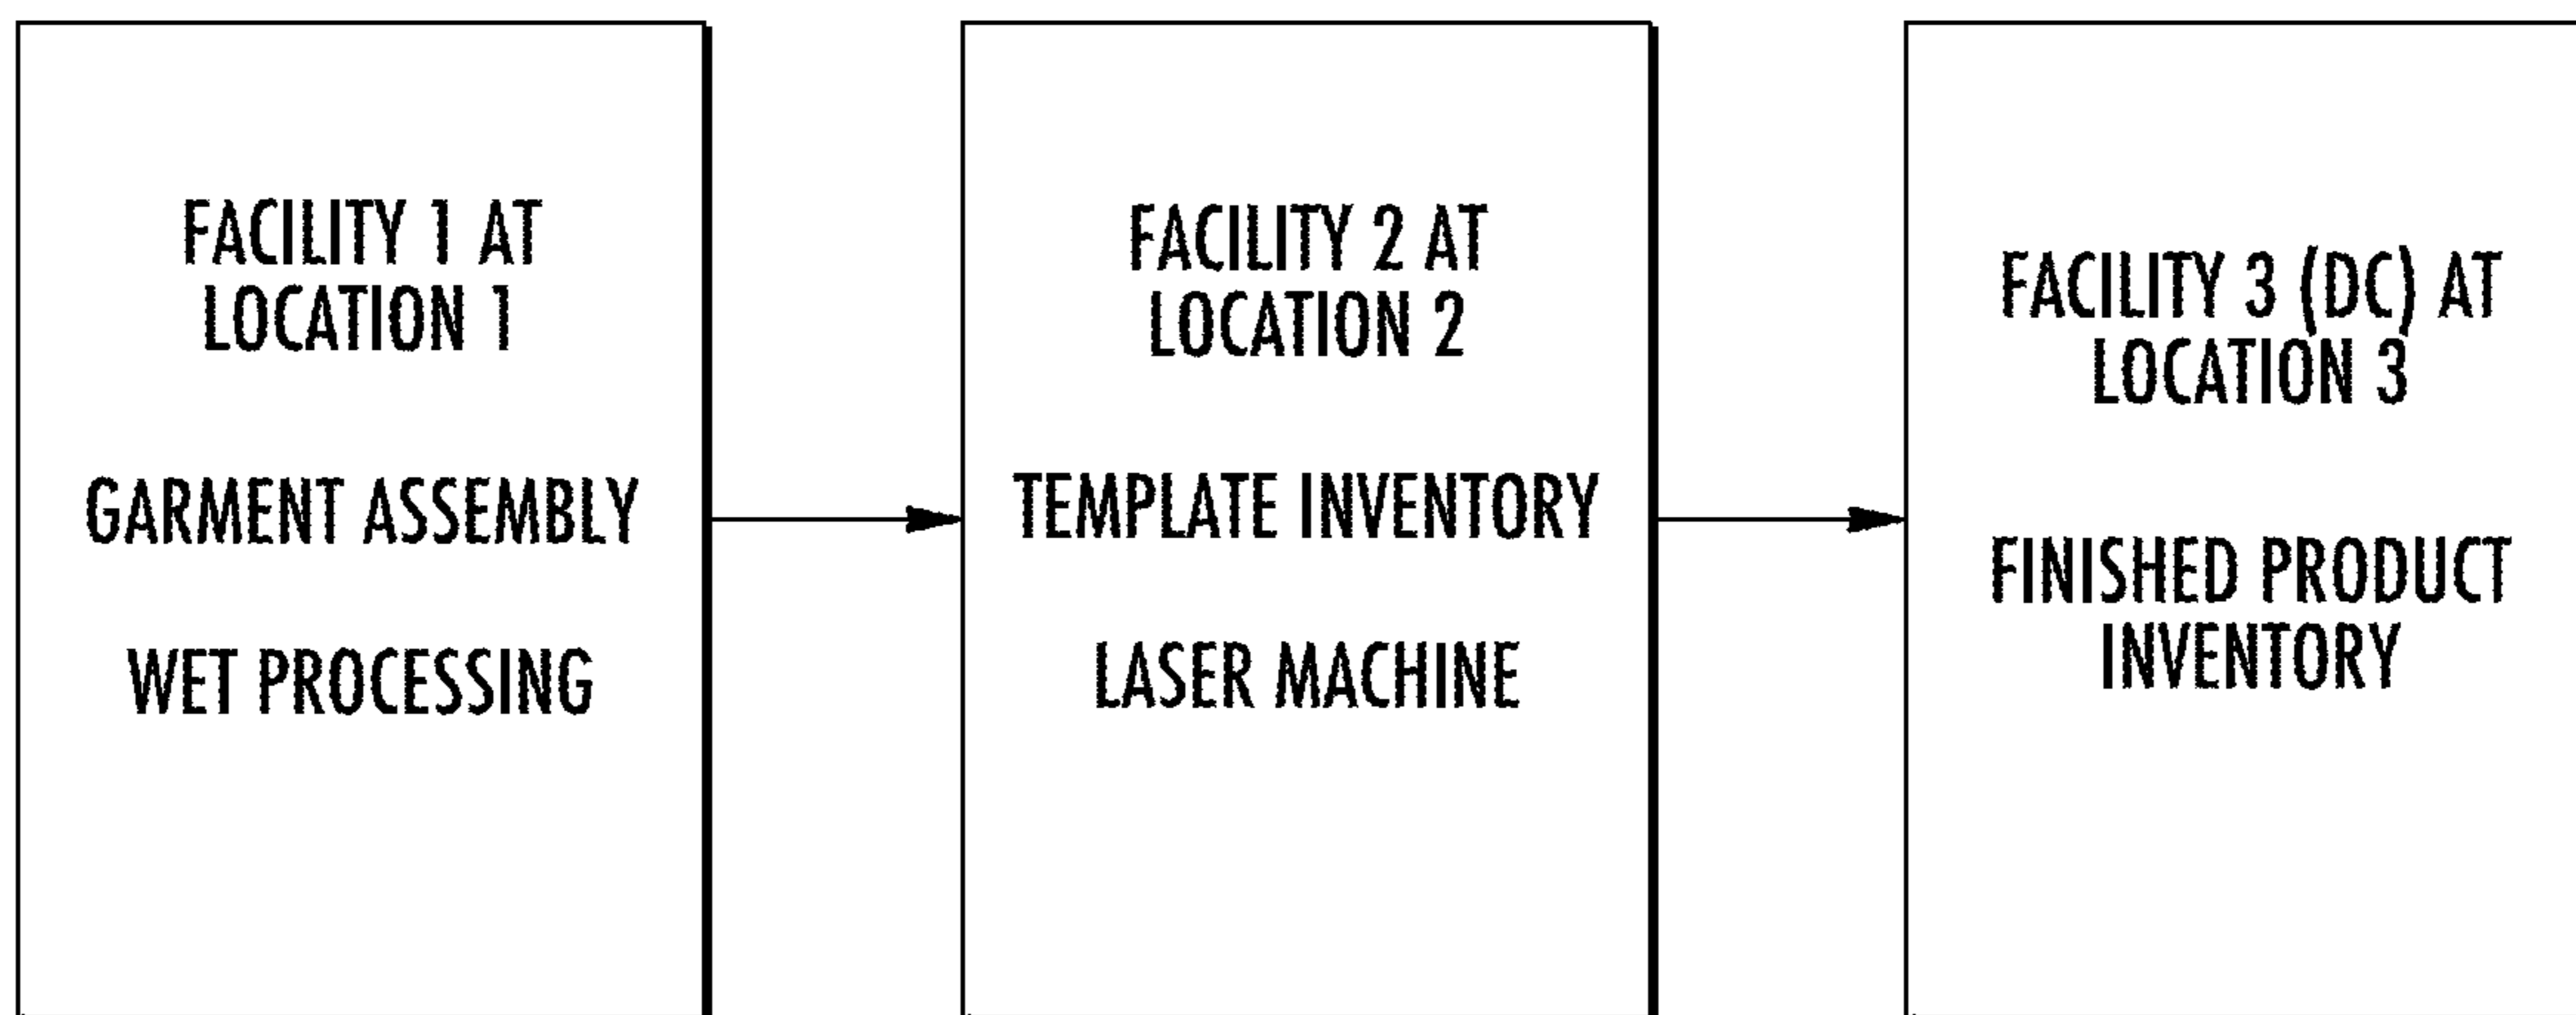 FACILITY 1 AT
LOCATION 1
GARMENT ASSEMBLY
WET PROCESSING
FACILITY 2 AT
LOCATION 2
TEMPLATE INVENTORY
LASER MACHINE
FACILITY 3 (DC) AT
LOCATION 3
FINISHED PRODUCT
INVENTORY